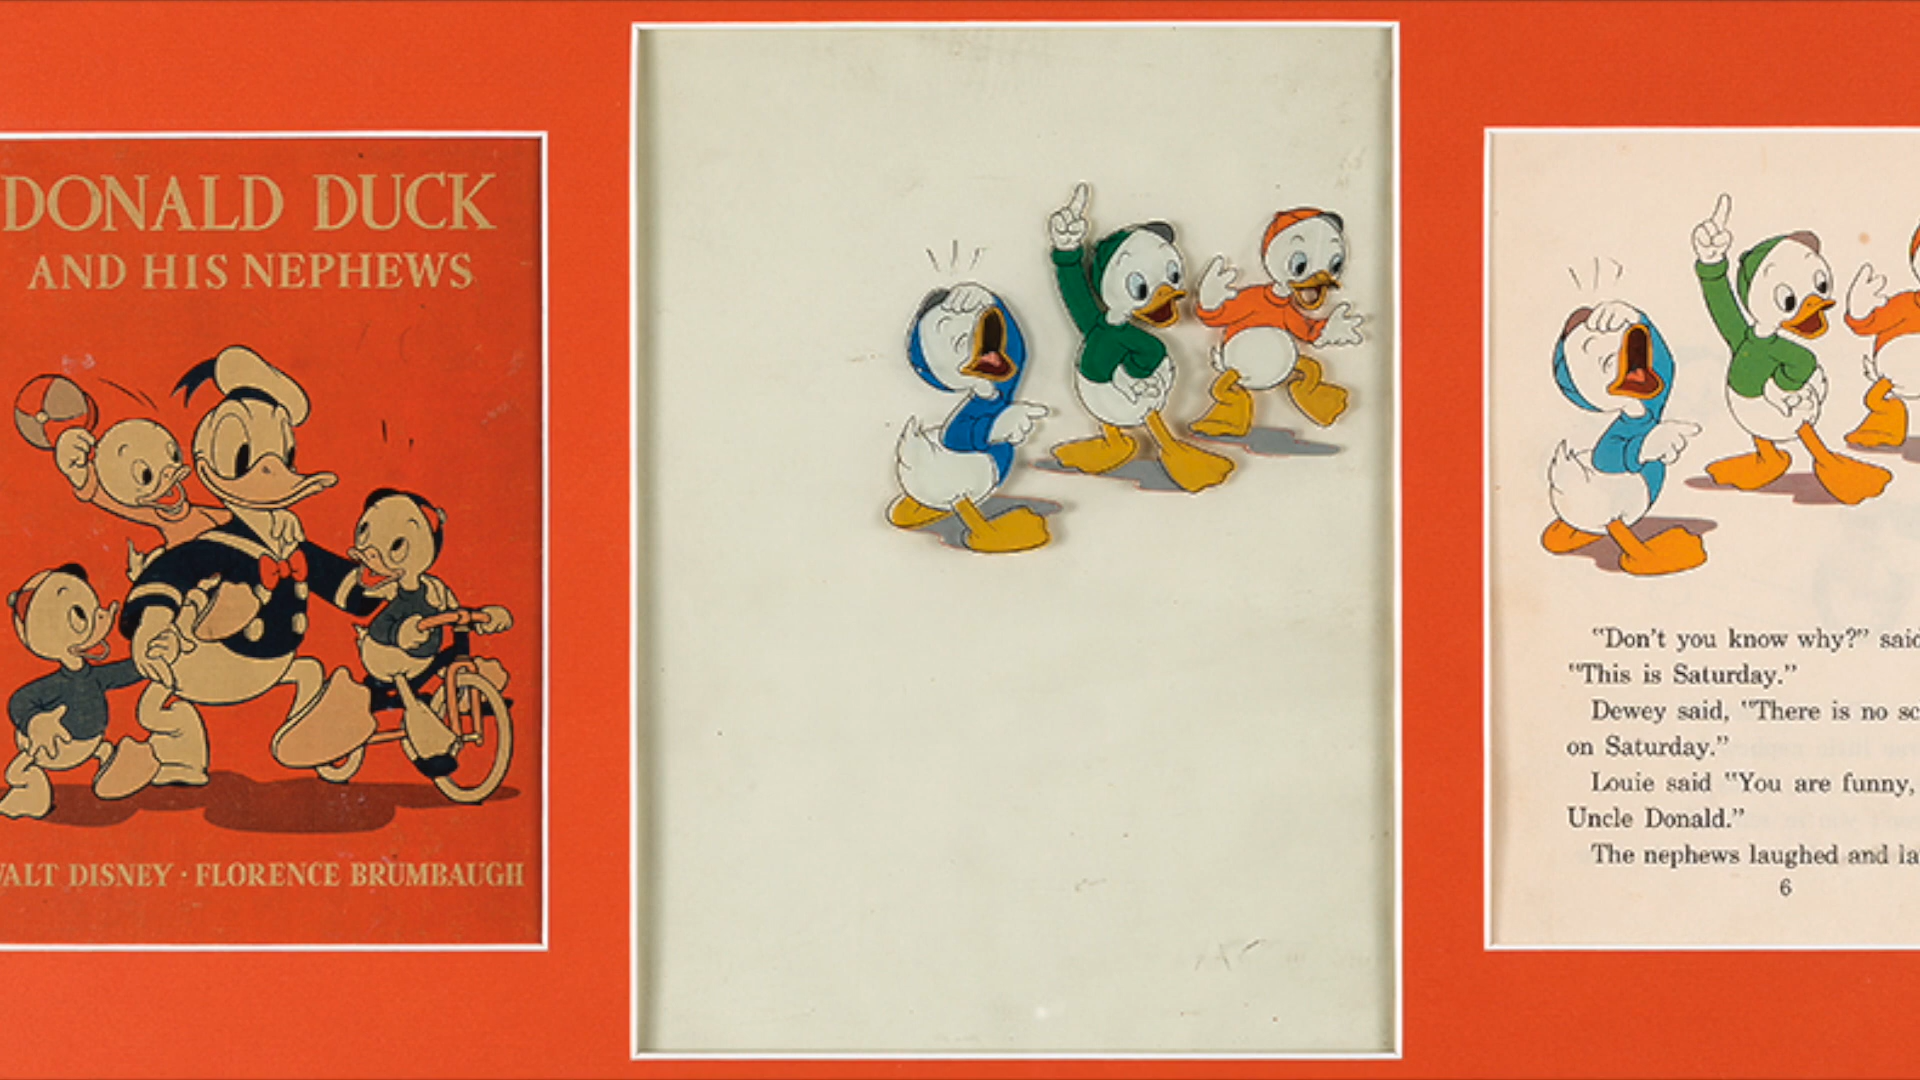 DONALD DUCK
AND HIS NEPHEWS
WALT DISNEY · FLORENCE BRUMBAUGH
"Don't you know why?" said
"This is Saturday."
Dewey said, "There is no
on Saturday."
Louie said "You are funny,
Uncle Donald."
The nephews laughed and
6